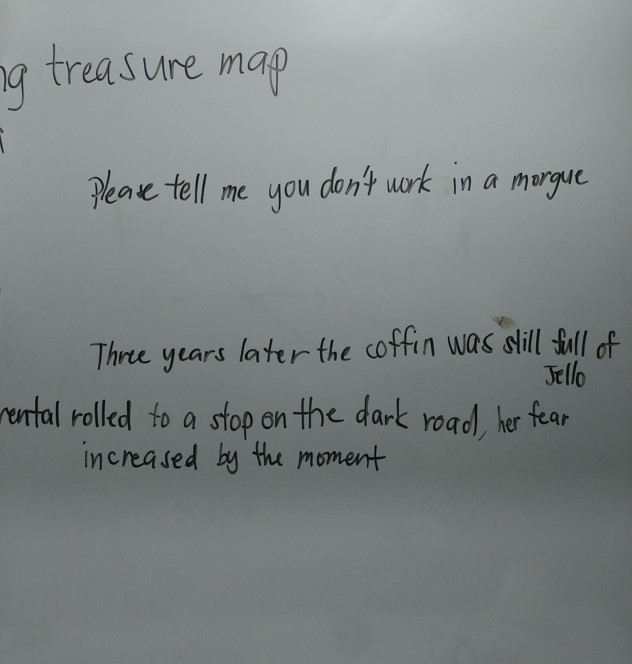 ng treasure map
Please tell me you don't work in a morgue
Three years later the coffin was still full of
Jello
rental rolled to a stop on the dark road, her fear
increased by the moment